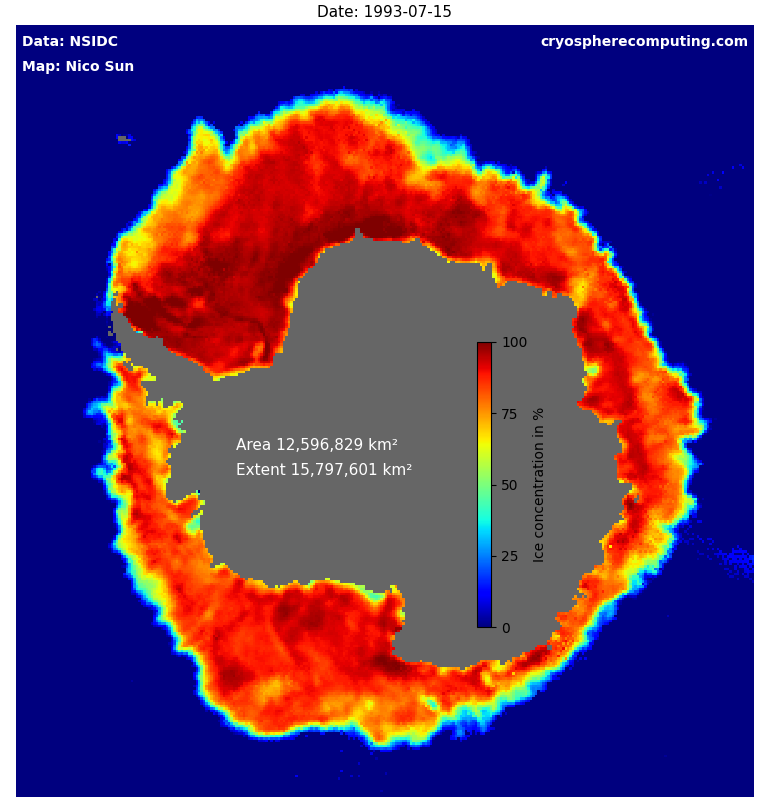 Date: 1993-07-15
Data: NSIDC
cryospherecomputing.com
Map: Nico Sun
100
75
50
25
0
Ice concentration in %
Area 12,596,829 km²
Extent 15,797,601 km²